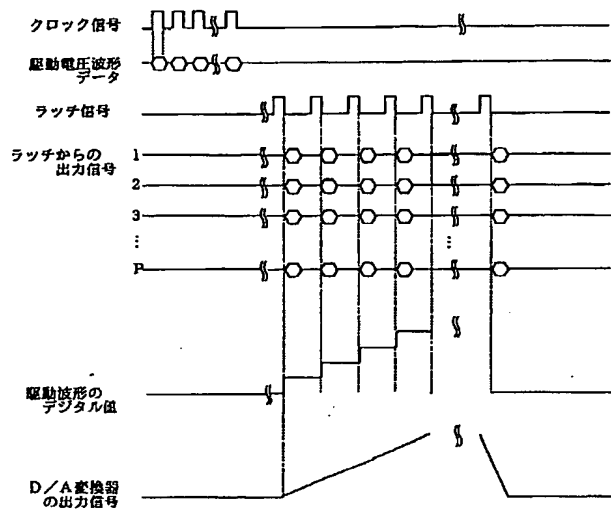 クロック信号
駆動電圧波形
データ
ラッチ信号
ラッチからの
出力信号
1
2
3
⋮
⋮
P
駆動波形の
デジタル値
D/A変換器
の出力信号